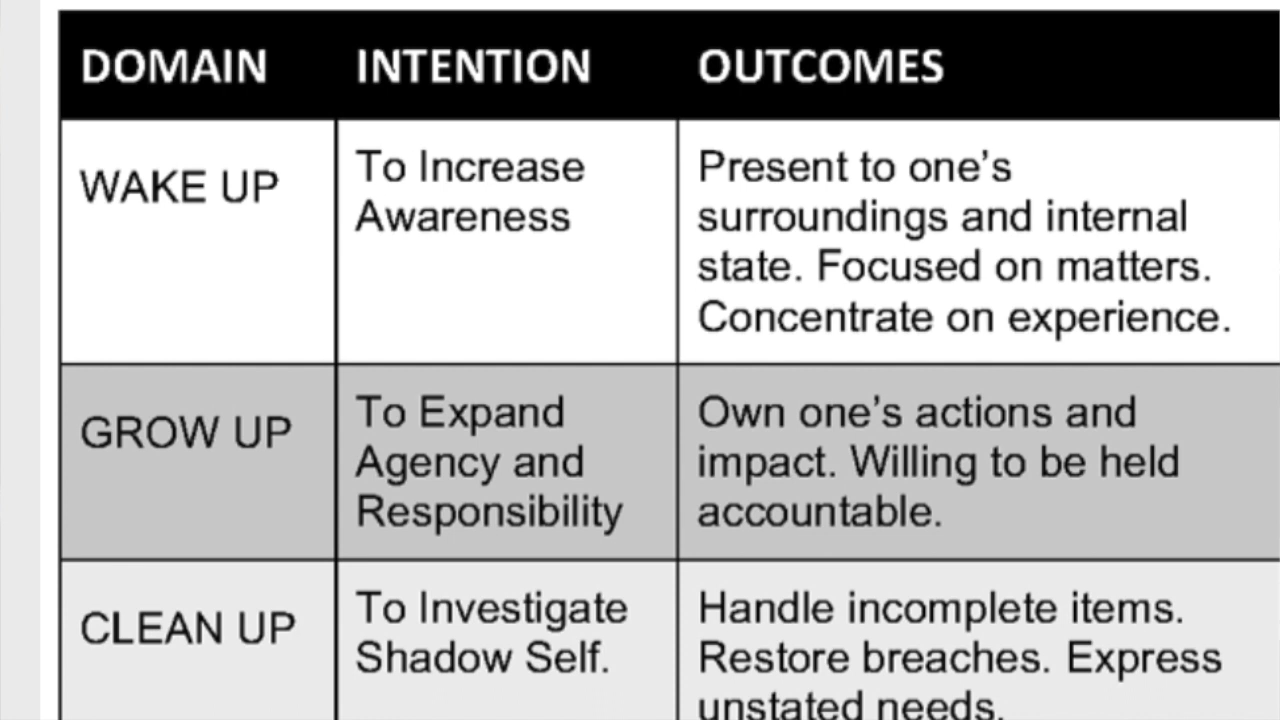 DOMAIN INTENTION OUTCOMES
WAKE UP
To Increase
Awareness
Present to one’s
surroundings and internal
state. Focused on matters.
Concentrate on experience.
GROW UP
To Expand
Agency and
Responsibility
Own one’s actions and
impact. Willing to be held
accountable.
CLEAN UP
To Investigate
Shadow Self.
Handle incomplete items.
Restore breaches. Express
unstated needs.